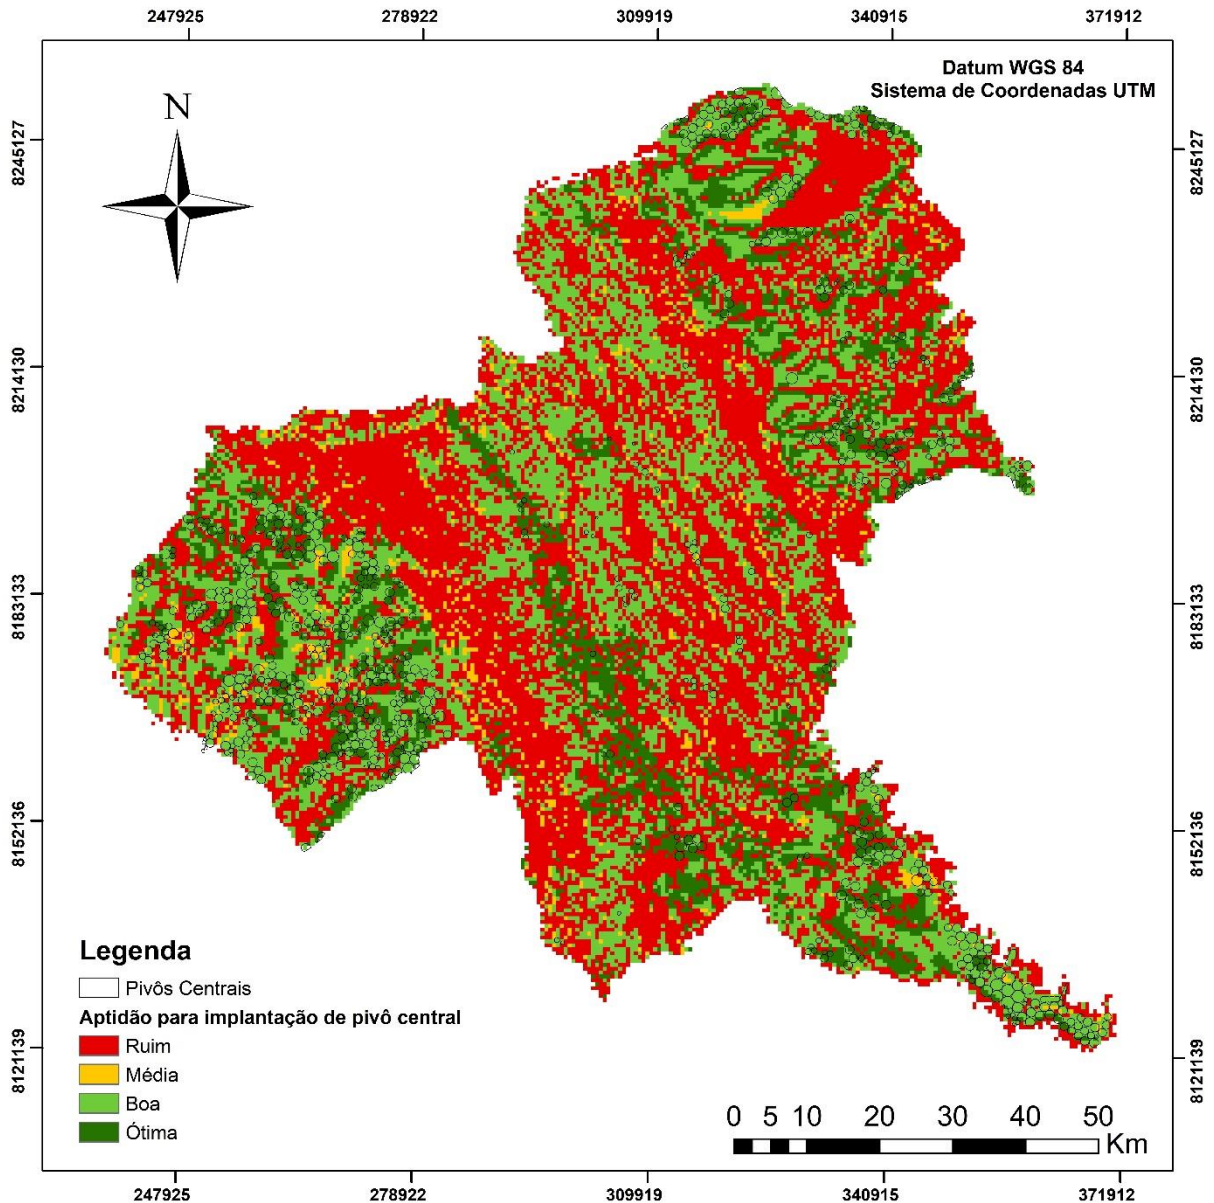 247925 278922 309919 340915 371912
Datum WGS 84
Sistema de Coordenadas UTM
N
8245127 8245127
8214130 8214130
8183133 8183133
8152136 8152136
8121139 8121139
Legenda
Pivôs Centrais
Aptidão para implantação de pivô central
Ruim
Média
Boa
Ótima
0 5 10 20 30 40 50
Km
247925 278922 309919 340915 371912